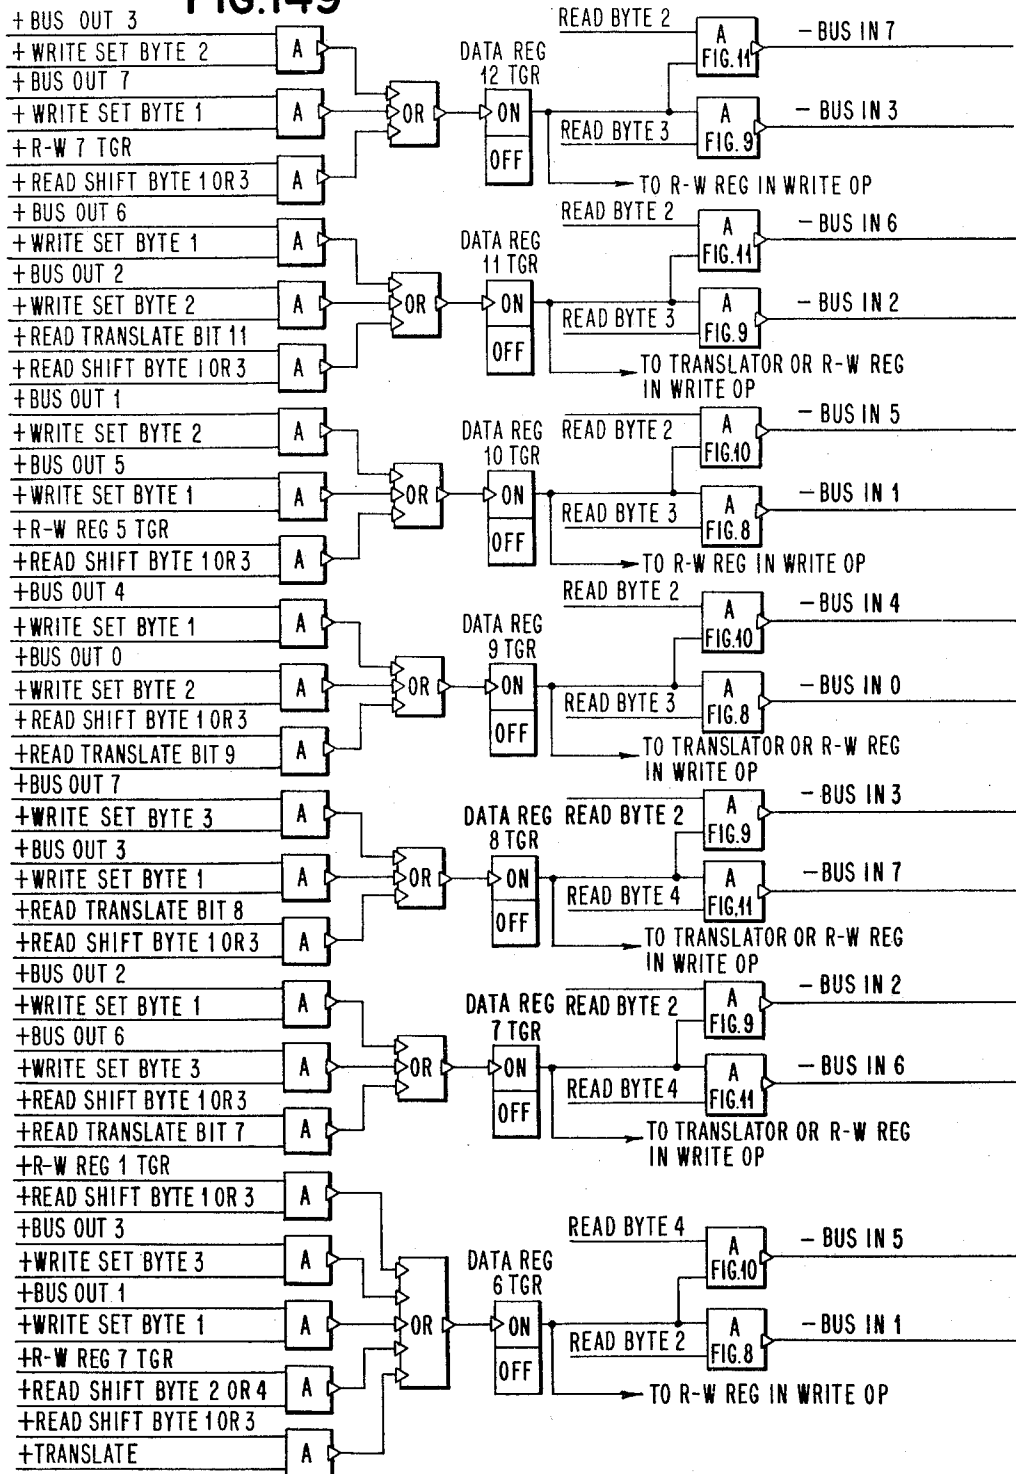 FIG.149
+ BUS OUT 3
+ WRITE SET BYTE 2
+ BUS OUT 7
+ WRITE SET BYTE 1
+R-W 7 TGR
+READ SHIFT BYTE 1 OR 3
A
A
A
OR
DATA REG
12 TGR
ON
OFF
READ BYTE 2
A
FIG.11
-BUS IN 7
READ BYTE 3
A
FIG.9
- BUS IN 3
TO R-W REG IN WRITE OP
+ BUS OUT 6
+WRITE SET BYTE 1
+BUS OUT 2
+WRITE SET BYTE 2
+READ TRANSLATE BIT 11
+READ SHIFT BYTE 1 OR 3
A
A
A
OR
DATA REG
11 TGR
ON
OFF
READ BYTE 2
A
FIG.11
-BUS IN 6
READ BYTE 3
A
FIG.9
- BUS IN 2
TO TRANSLATOR OR R-W REG
IN WRITE OP
+BUS OUT 1
+WRITE SET BYTE 2
+BUS OUT 5
+WRITE SET BYTE 1
+R-W REG 5 TGR
+READ SHIFT BYTE 1 OR 3
A
A
A
OR
DATA REG
10 TGR
ON
OFF
READ BYTE 2
A
FIG.10
-BUS IN 5
READ BYTE 3
A
FIG.8
-BUS IN 1
TO R-W REG IN WRITE OP
+BUS OUT 4
+WRITE SET BYTE 1
+BUS OUT 0
+WRITE SET BYTE 2
+READ SHIFT BYTE 1 OR 3
+READ TRANSLATE BIT 9
A
A
A
OR
DATA REG
9 TGR
ON
OFF
READ BYTE 2
A
FIG.10
-BUS IN 4
READ BYTE 3
A
FIG.8
-BUS IN 0
TO TRANSLATOR OR R-W REG
IN WRITE OP
+BUS OUT 7
+WRITE SET BYTE 3
+BUS OUT 3
+WRITE SET BYTE 1
+READ TRANSLATE BIT 8
+READ SHIFT BYTE 1 OR 3
A
A
A
OR
DATA REG
8 TGR
ON
OFF
READ BYTE 2
A
FIG.9
-BUS IN 3
READ BYTE 4
A
FIG.11
-BUS IN 7
TO TRANSLATOR OR R-W REG
IN WRITE OP
+BUS OUT 2
+WRITE SET BYTE 1
+BUS OUT 6
+WRITE SET BYTE 3
+READ SHIFT BYTE 1 OR 3
+READ TRANSLATE BIT 7
A
A
A
OR
DATA REG
7 TGR
ON
OFF
READ BYTE 2
A
FIG.9
-BUS IN 2
READ BYTE 4
A
FIG.11
-BUS IN 6
TO TRANSLATOR OR R-W REG
IN WRITE OP
+R-W REG 1 TGR
+READ SHIFT BYTE 1 OR 3
+BUS OUT 3
+WRITE SET BYTE 3
+BUS OUT 1
+WRITE SET BYTE 1
+R-W REG 7 TGR
+READ SHIFT BYTE 2 OR 4
+READ SHIFT BYTE 1 OR 3
+TRANSLATE
A
A
A
A
A
OR
DATA REG
6 TGR
ON
OFF
READ BYTE 4
A
FIG.10
-BUS IN 5
READ BYTE 2
A
FIG.8
-BUS IN 1
TO R-W REG IN WRITE OP